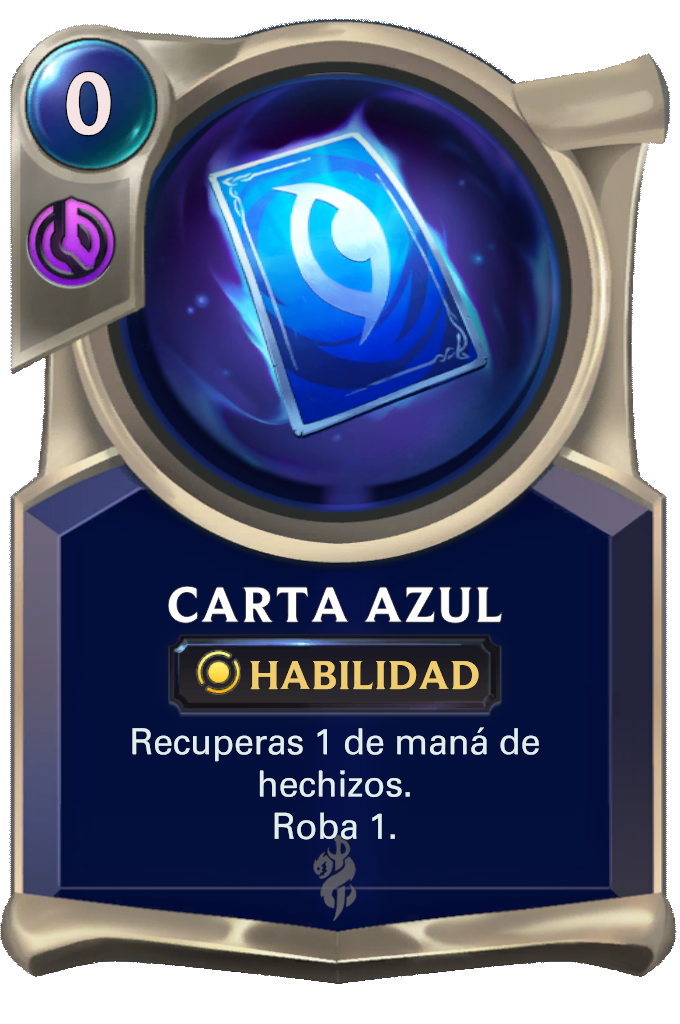 0
CARTA AZUL
HABILIDAD
Recuperas 1 de maná de
hechizos.
Roba 1.